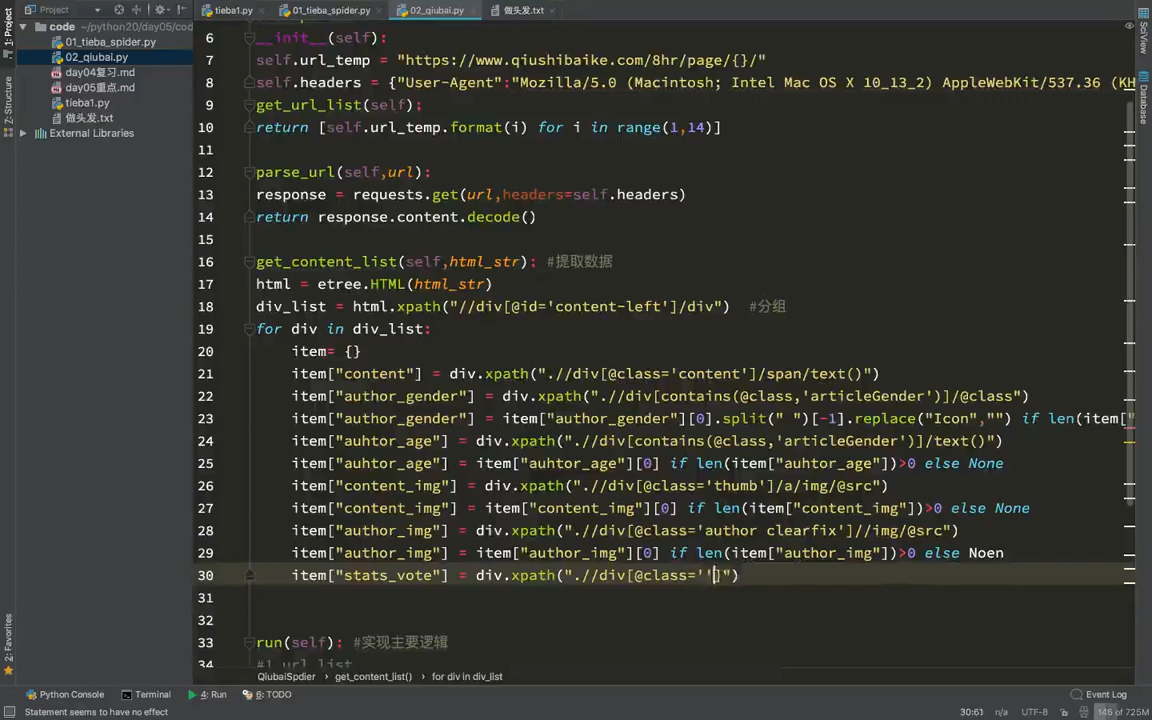 Project
tieba1.py
01_tieba_spider.py
02_qiubai.py
做头发.txt
1: Project
7: Structure
2: Favorites
code ~/python20/day05/cod
01_tieba_spider.py
02_qiubai.py
day04复习.md
day05重点.md
tieba1.py
做头发.txt
External Libraries
6 __init__(self):
7 self.url_temp = "https://www.qiushibaike.com/8hr/page/{}/"
8 self.headers = {"User-Agent":"Mozilla/5.0 (Macintosh; Intel Mac OS X 10_13_2) AppleWebKit/537.36 (KH
9 get_url_list(self):
10 return [self.url_temp.format(i) for i in range(1,14)]
11
12 parse_url(self,url):
13 response = requests.get(url,headers=self.headers)
14 return response.content.decode()
15
16 get_content_list(self,html_str): #提取数据
17 html = etree.HTML(html_str)
18 div_list = html.xpath("//div[@id='content-left']/div") #分组
19 for div in div_list:
20 item= {}
21 item["content"] = div.xpath(".//div[@class='content']/span/text()")
22 item["author_gender"] = div.xpath(".//div[contains(@class,'articleGender')]/@class")
23 item["author_gender"] = item["author_gender"][0].split(" ")[-1].replace("Icon","") if len(item["
24 item["auhtor_age"] = div.xpath(".//div[contains(@class,'articleGender')]/text()")
25 item["auhtor_age"] = item["auhtor_age"][0] if len(item["auhtor_age"])>0 else None
26 item["content_img"] = div.xpath(".//div[@class='thumb']/a/img/@src")
27 item["content_img"] = item["content_img"][0] if len(item["content_img"])>0 else None
28 item["author_img"] = div.xpath(".//div[@class='author clearfix']//img/@src")
29 item["author_img"] = item["author_img"][0] if len(item["author_img"])>0 else Noen
30 item["stats_vote"] = div.xpath(".//div[@class='']")
31
32
33 run(self): #实现主要逻辑
34 #1.url_list
QiubaiSpdier
get_content_list()
for div in div_list
SciView
Database
Python Console
Terminal
4: Run
6: TODO
Event Log
Statement seems to have no effect
30:61
n/a
UTF-8
146 of 725M